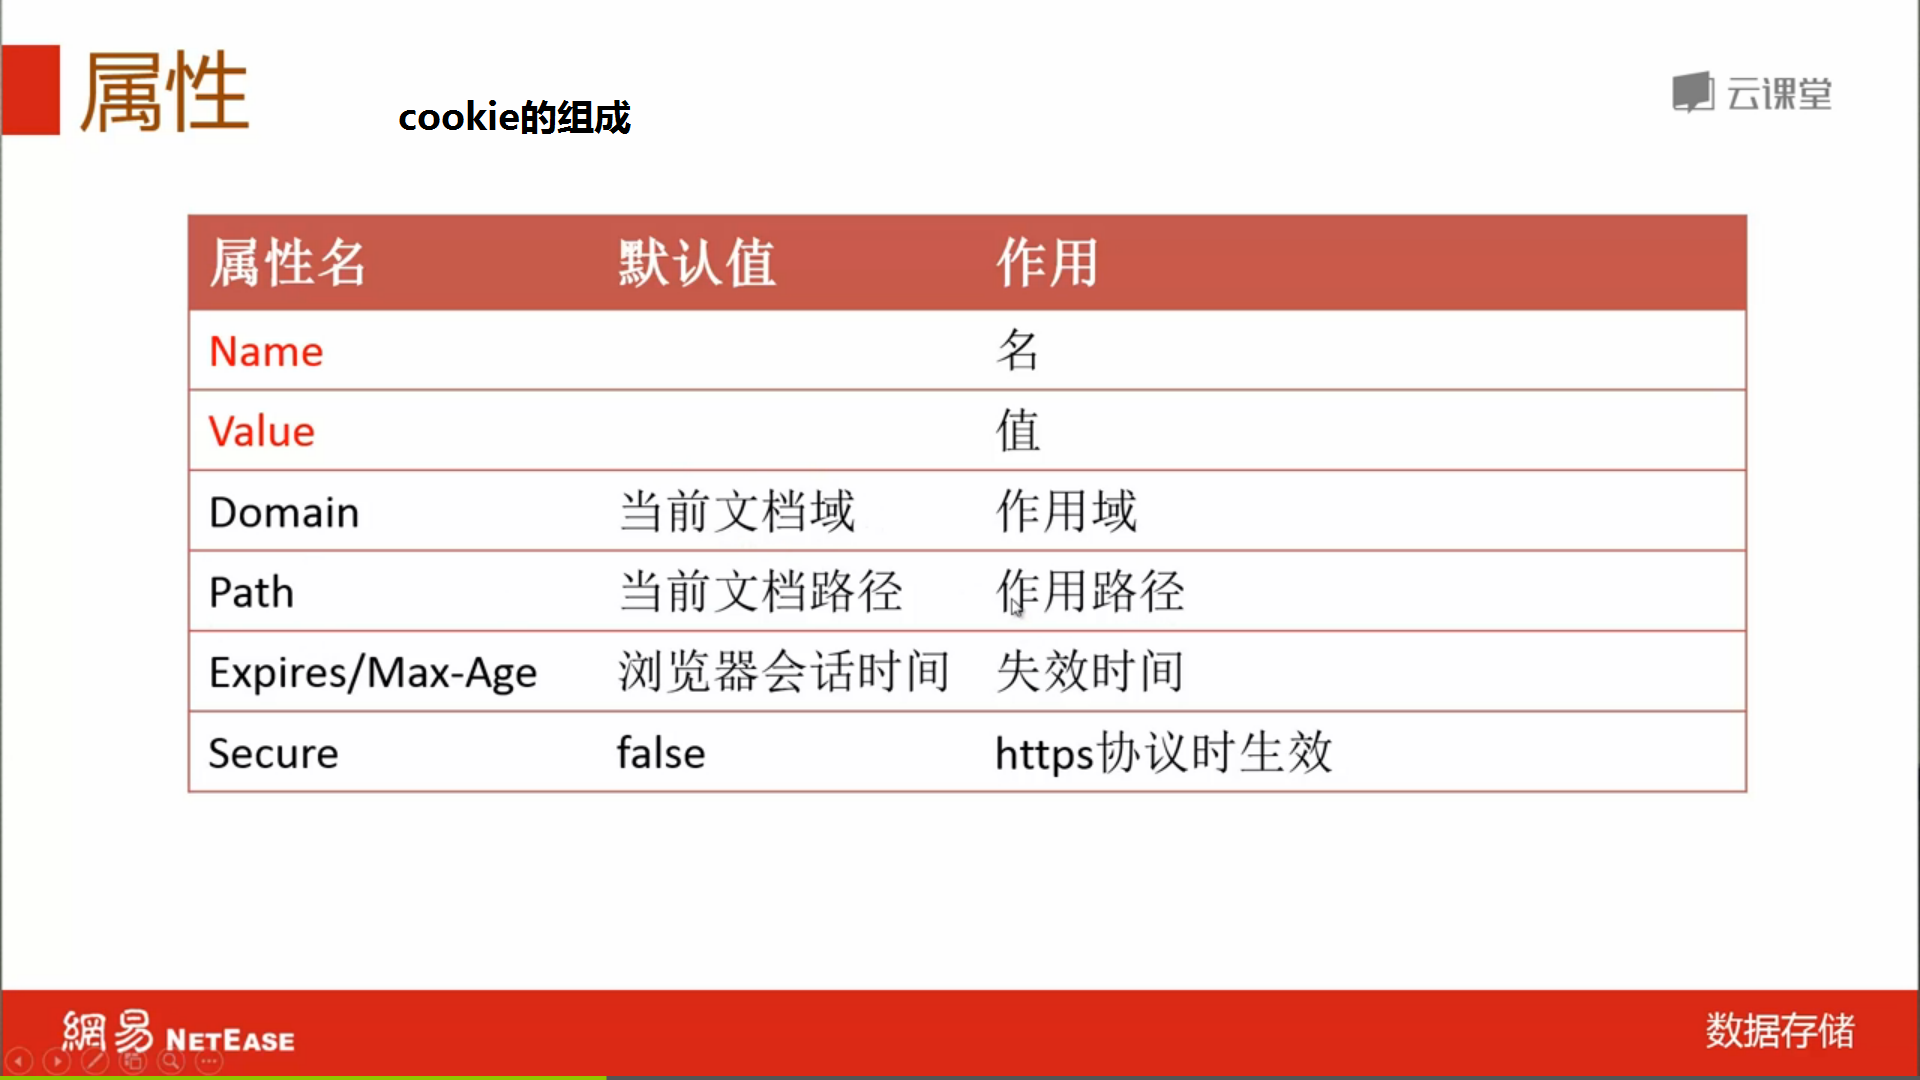 属性
cookie的组成
云课堂
属性名 默认值 作用
Name 名
Value 值
Domain 当前文档域 作用域
Path 当前文档路径 作用路径
Expires/Max-Age 浏览器会话时间 失效时间
Secure false https协议时生效
網易 NETEASE
数据存储